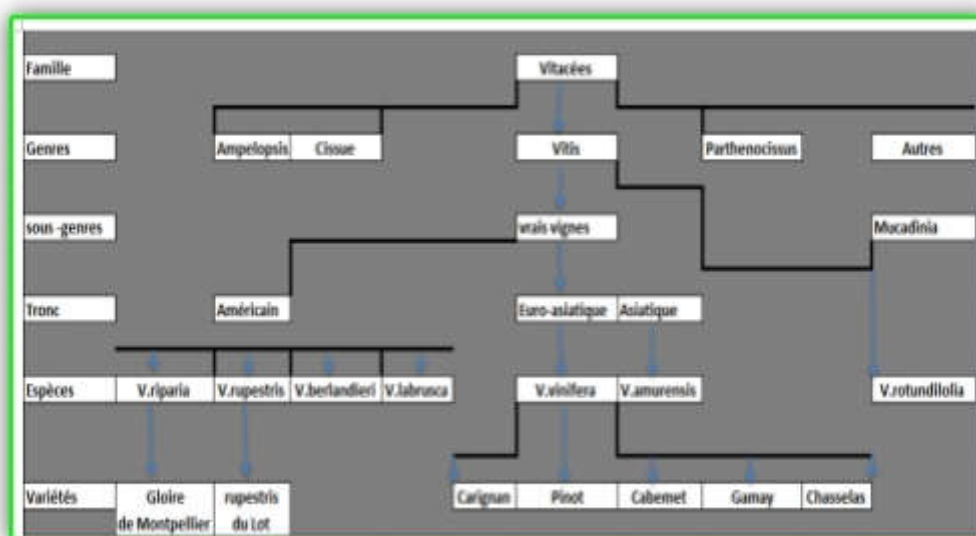 Famille Vitacées
Genres Ampelopsis Cissue Vitis Parthenocissus Autres
sous -genres vrais vignes Mucadinia
Tronc Américain Euro-asiatique Asiatique
Espèces V.riparia V.rupestris V.berlandieri V.labrusca V.vinifera V.amurensis V.rotundilolia
Variétés Gloire rupestris Carignan Pinot Cabemet Gamay Chasselas
de Montpellier du Lot